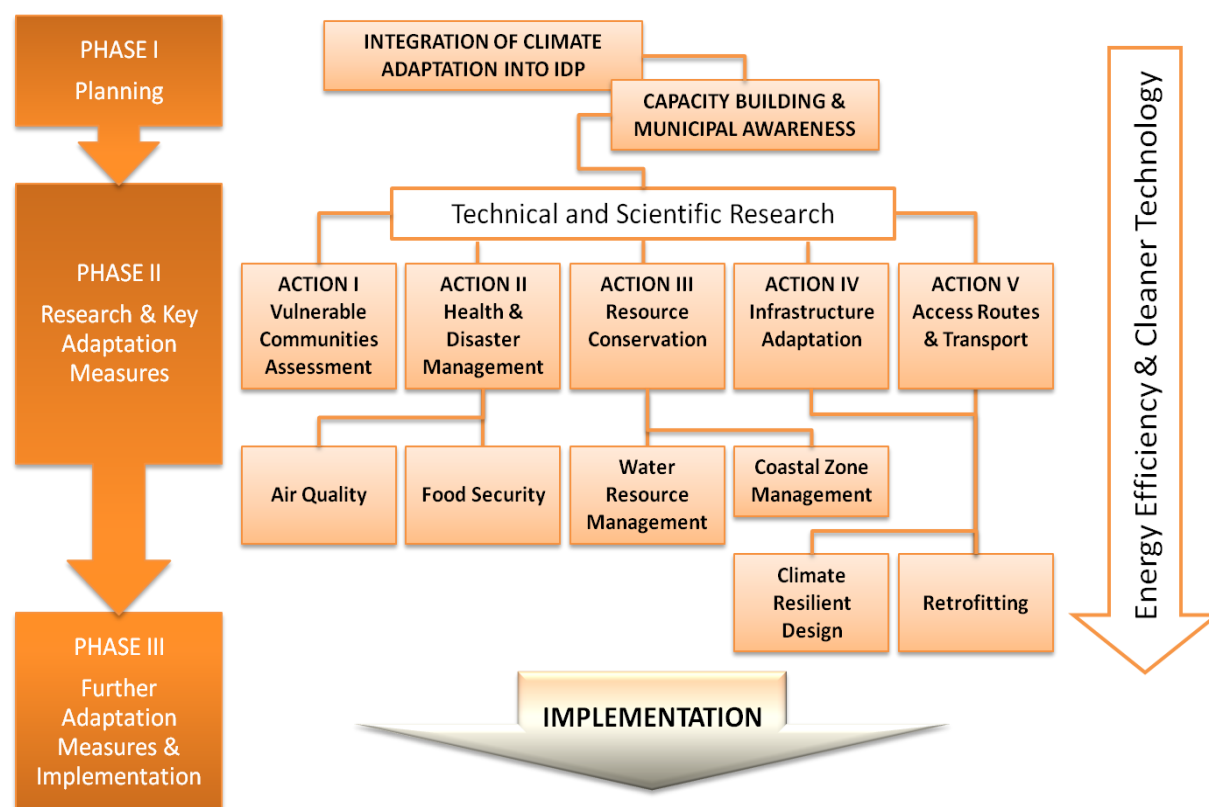 PHASE I
Planning
INTEGRATION OF CLIMATE
ADAPTATION INTO IDP
CAPACITY BUILDING &
MUNICIPAL AWARENESS
PHASE II
Research & Key
Adaptation
Measures
Technical and Scientific Research
ACTION I
Vulnerable
Communities
Assessment
ACTION II
Health &
Disaster
Management
ACTION III
Resource
Conservation
ACTION IV
Infrastructure
Adaptation
ACTION V
Access Routes
& Transport
Air Quality
Food Security
Water
Resource
Management
Coastal Zone
Management
Climate
Resilient
Design
Retrofitting
PHASE III
Further
Adaptation
Measures &
Implementation
IMPLEMENTATION
Energy Efficiency & Cleaner Technology